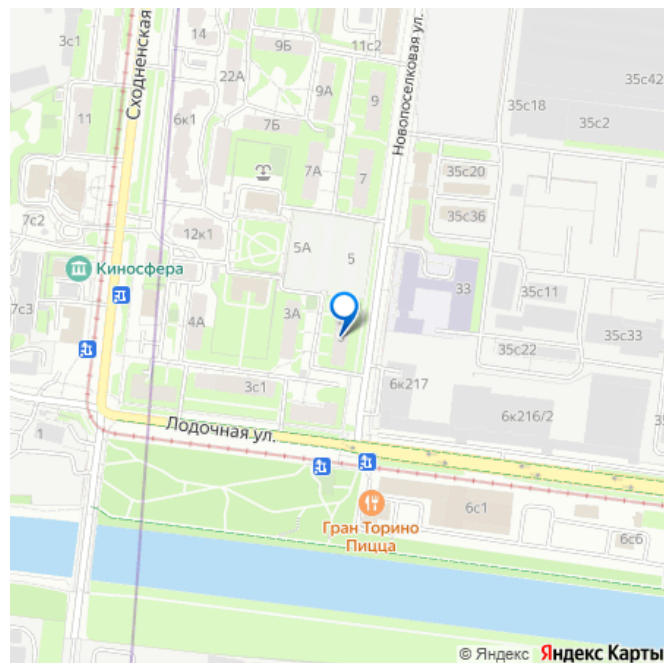 3с1
14
9Б
11с2
Сходненская
Новопоселковая ул.
35с42
22А
9А
9
35с18
11
6к1
7Б
35с2
7А
7
35с20
7с2
12к1
35с36
5А
5
Киносфера
33
35с11
7с3
4А
3А
35с33
35с22
3с1
6к217
6к216/2
1
Лодочная ул.
6с1
Гран Торино
Пицца
6с6
© Яндекс Яндекс Карты